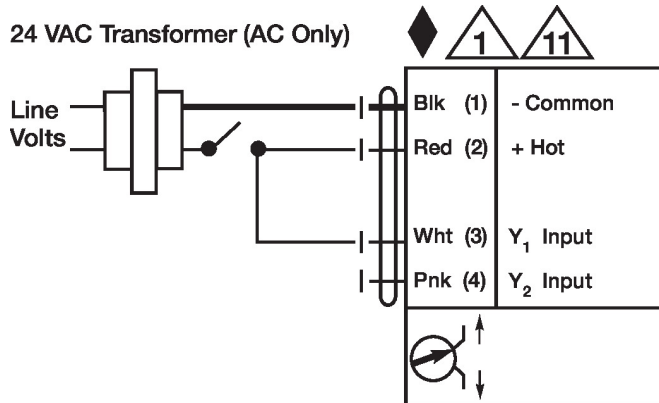 24 VAC Transformer (AC Only)
1
11
Line
Volts
Blk (1) - Common
Red (2) + Hot
Wht (3) Y1 Input
Pnk (4) Y2 Input